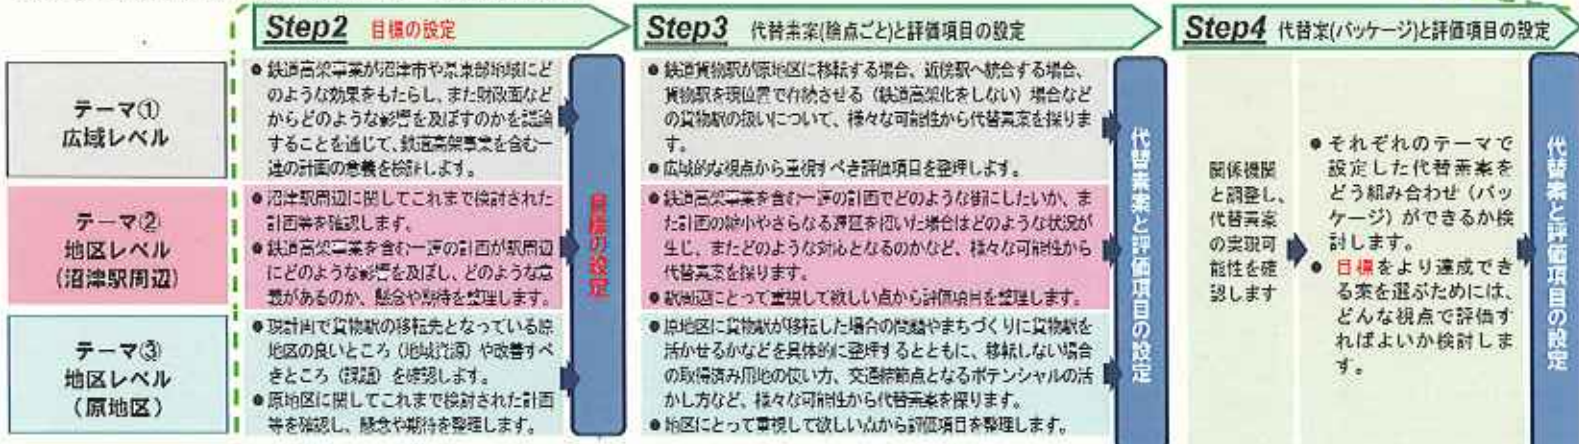 Step2 目標の設定
Step3 代替素案(論点ごと)と評価項目の設定
Step4 代替案(パッケージ)と評価項目の設定
テーマ①
広域レベル
● 鉄道高架事業が沼津市や県東部地域にど
のような効果をもたらし、また財政面など
からどのような影響を及ぼすのかを議論
することを通じて、鉄道高架事業を含む一
連の計画の意義を検討します。
● 鉄道貨物駅が原地区に移転する場合、近傍駅へ統合する場合、
貨物駅を現位置で存続させる（鉄道高架化をしない）場合など
の貨物駅の扱いについて、様々な可能性から代替素案を探りま
す。
● 広域的な視点から重視すべき評価項目を整理します。
テーマ②
地区レベル
（沼津駅周辺）
● 沼津駅周辺に関してこれまで検討された
計画等を確認します。
● 鉄道高架事業を含む一連の計画が駅周辺
にどのような影響を及ぼし、どのような意
義があるのか、懸念や期待を整理します。
● 鉄道高架事業を含む一連の計画でどのような街にしたいか、ま
た計画の縮小やさらなる遅延を招いた場合はどのような状況が
生じ、またどのような対応となるのかなど、様々な可能性から
代替素案を探ります。
● 駅周辺にとって重視して欲しい点から評価項目を整理します。
テーマ③
地区レベル
（原地区）
● 現計画で貨物駅の移転先となっている原
地区の良いところ（地域資源）や改善すべ
きところ（課題）を確認します。
● 原地区に関してこれまで検討された計画
等を確認し、懸念や期待を整理します。
● 原地区に貨物駅が移転した場合の問題やまちづくりに貨物駅を
活かせるかなどを具体的に整理するとともに、移転しない場合
の取得済み用地の使い方、交通結節点となるポテンシャルの活
かし方など、様々な可能性から代替素案を探ります。
● 地区にとって重視して欲しい点から評価項目を整理します。
目標の設定
代替素案と評価項目の設定
関係機関
と調整し、
代替素案
の実現可
能性を確
認します
● それぞれのテーマで
設定した代替素案を
どう組み合わせ（パッ
ケージ）ができるか検
討します。
● 目標をより達成でき
る案を選ぶためには、
どんな視点で評価す
ればよいか検討しま
す。
代替案と評価項目の設定